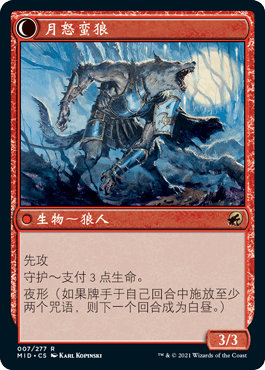 月怒蛮狼
生物～狼人
先攻
守护～支付3点生命。
夜形（如果牌手于自己回合中施放至少
两个咒语，则下一个回合成为白昼。）
3/3
007/277 R
MID • CS KARL KOPINSKI
™ & © 2021 Wizards of the Coast